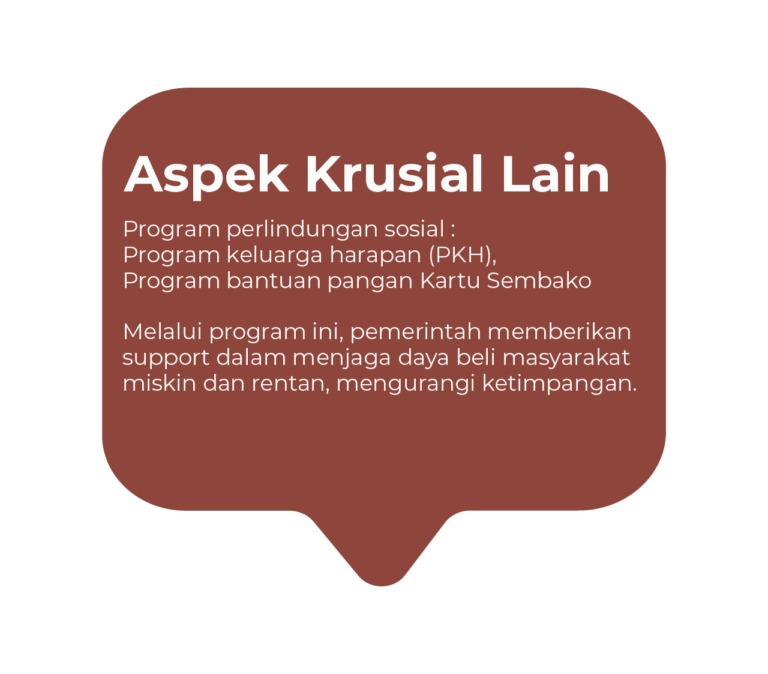 Aspek Krusial Lain
Program perlindungan sosial :
Program keluarga harapan (PKH),
Program bantuan pangan Kartu Sembako
Melalui program ini, pemerintah memberikan
support dalam menjaga daya beli masyarakat
miskin dan rentan, mengurangi ketimpangan.